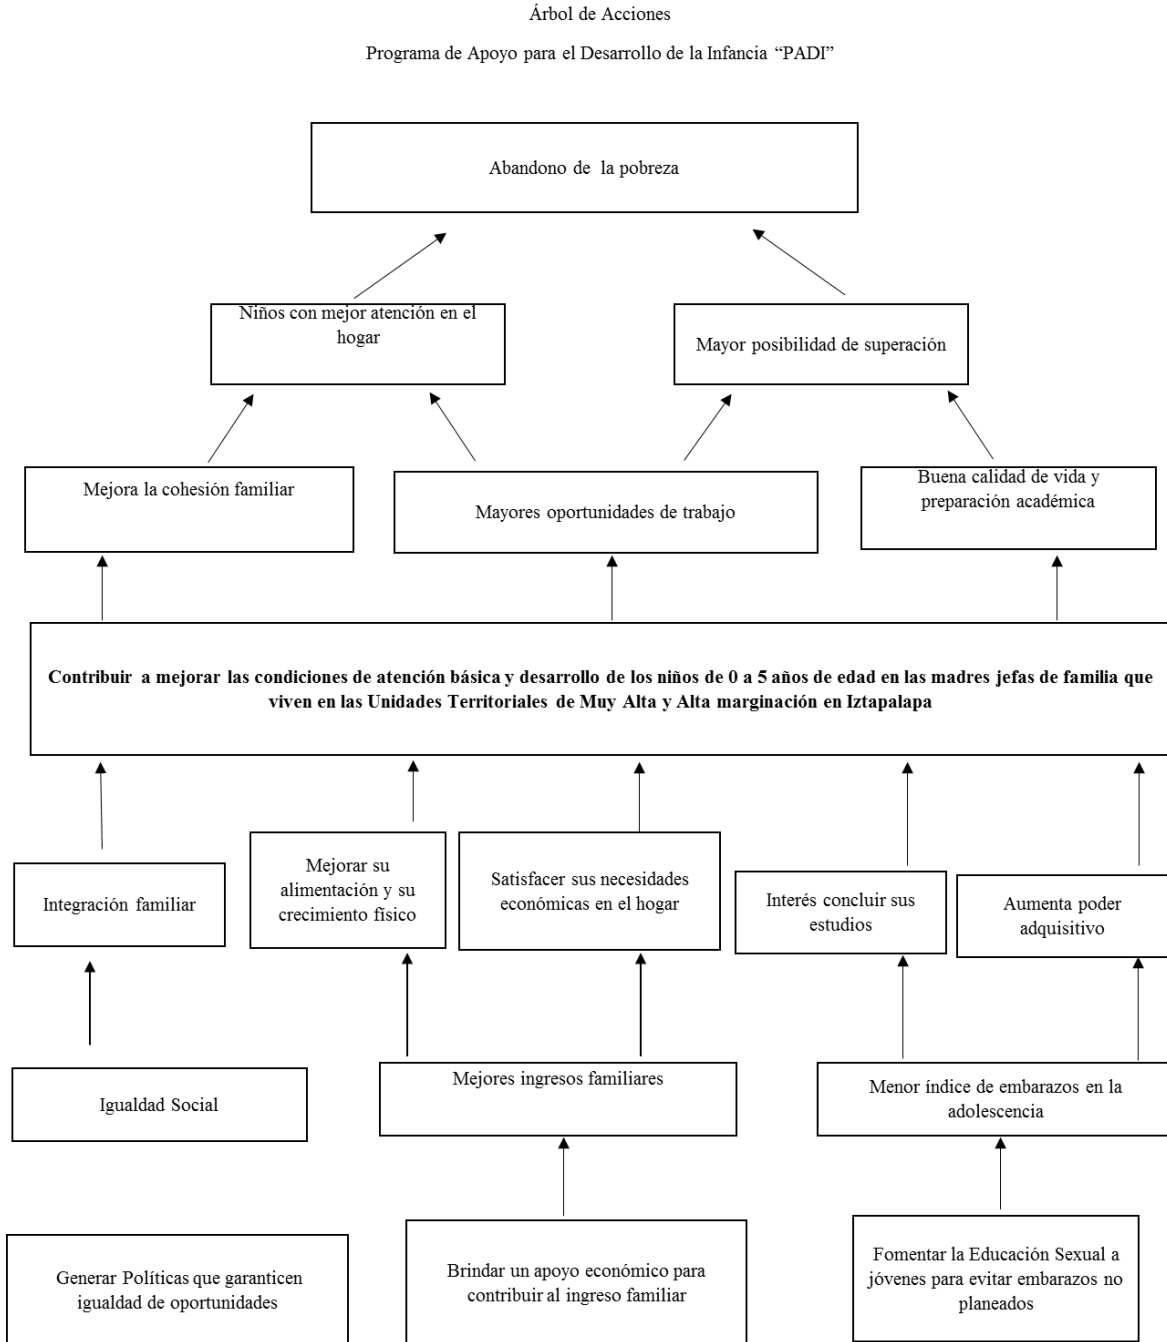 Árbol de Acciones
Programa de Apoyo para el Desarrollo de la Infancia “PADI”
Abandono de la pobreza
Niños con mejor atención en el
hogar
Mayor posibilidad de superación
Mejora la cohesión familiar
Mayores oportunidades de trabajo
Buena calidad de vida y
preparación académica
Contribuir a mejorar las condiciones de atención básica y desarrollo de los niños de 0 a 5 años de edad en las madres jefas de familia que
viven en las Unidades Territoriales de Muy Alta y Alta marginación en Iztapalapa
Integración familiar
Mejorar su
alimentación y su
crecimiento físico
Satisfacer sus necesidades
económicas en el hogar
Interés concluir sus
estudios
Aumenta poder
adquisitivo
Igualdad Social
Mejores ingresos familiares
Menor índice de embarazos en la
adolescencia
Generar Políticas que garanticen
igualdad de oportunidades
Brindar un apoyo económico para
contribuir al ingreso familiar
Fomentar la Educación Sexual a
jóvenes para evitar embarazos no
planeados